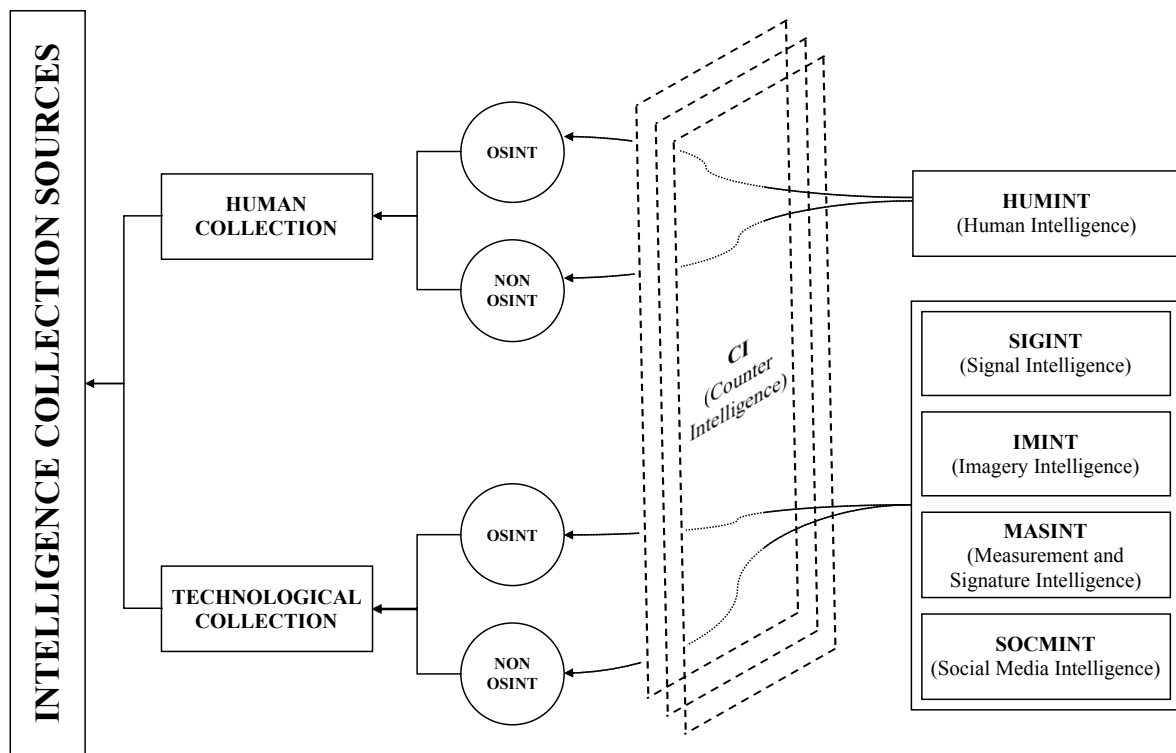 INTELLIGENCE COLLECTION SOURCES
HUMAN
COLLECTION
TECHNOLOGICAL
COLLECTION
OSINT
NON
OSINT
OSINT
NON
OSINT
CI
(Counter
Intelligence)
HUMINT
(Human Intelligence)
SIGINT
(Signal Intelligence)
IMINT
(Imagery Intelligence)
MASINT
(Measurement and
Signature Intelligence)
SOCMINT
(Social Media Intelligence)